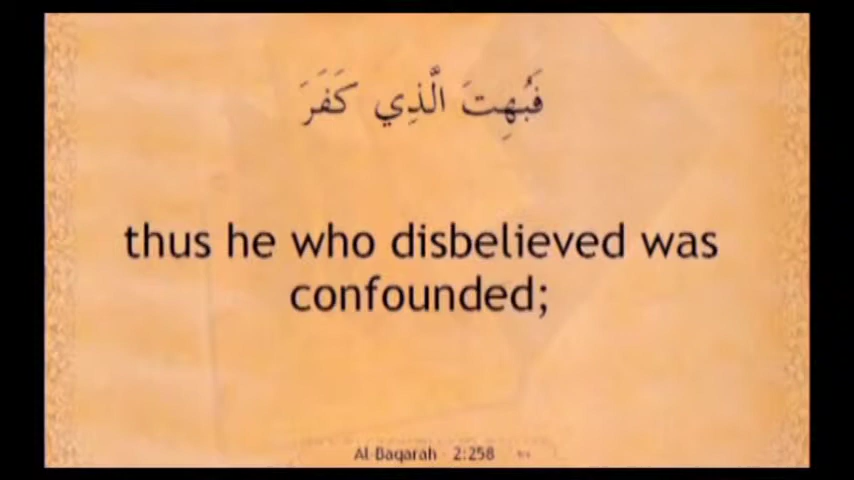 فَبُهِتَ الَّذِي كَفَرَ
thus he who disbelieved was
confounded;
Al-Baqarah - 2:258